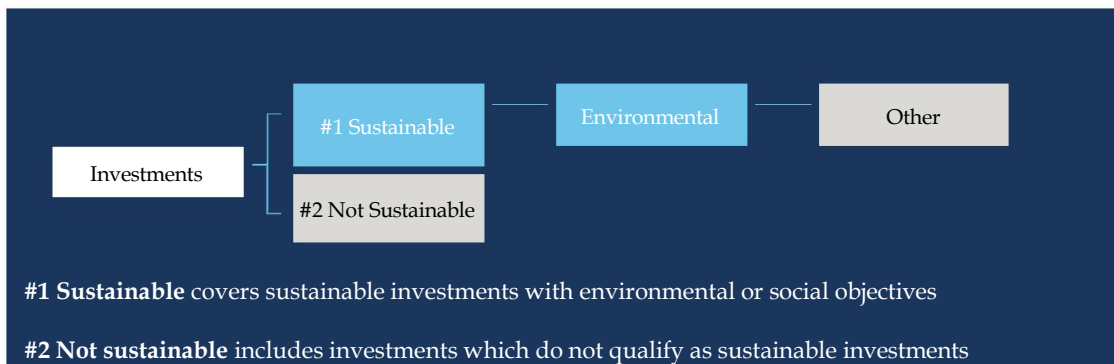 #1 Sustainable
Environmental
Other
Investments
#2 Not Sustainable
#1 Sustainable covers sustainable investments with environmental or social objectives
#2 Not sustainable includes investments which do not qualify as sustainable investments